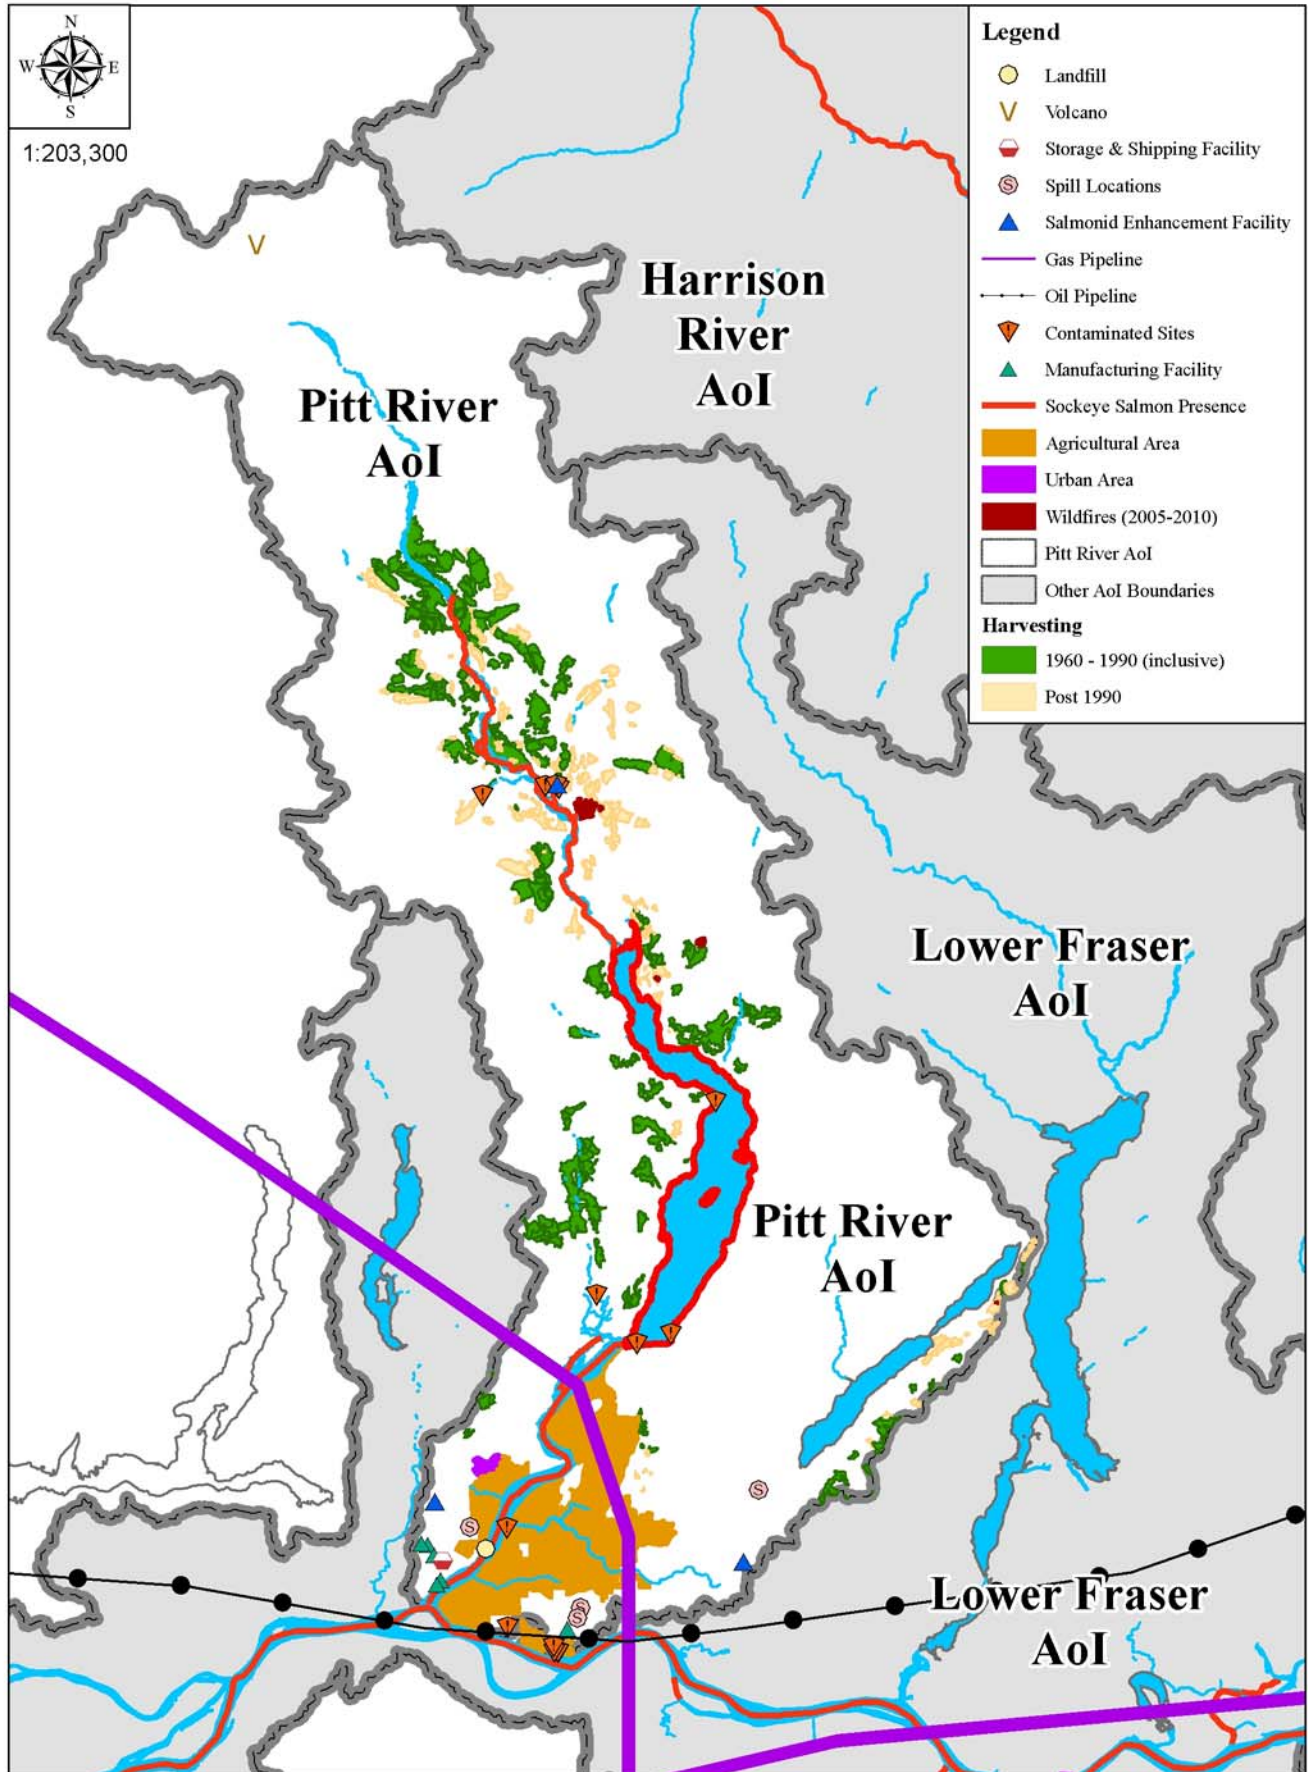 N
W E
S
1:203,300
Legend
Landfill
V Volcano
Storage & Shipping Facility
S Spill Locations
Salmonid Enhancement Facility
Gas Pipeline
Oil Pipeline
! Contaminated Sites
Manufacturing Facility
Sockeye Salmon Presence
Agricultural Area
Urban Area
Wildfires (2005-2010)
Pitt River AoI
Other AoI Boundaries
Harvesting
1960 - 1990 (inclusive)
Post 1990
V
Harrison
River
AoI
Pitt River
AoI
Lower Fraser
AoI
Pitt River
AoI
S
S
S
S
Lower Fraser
AoI